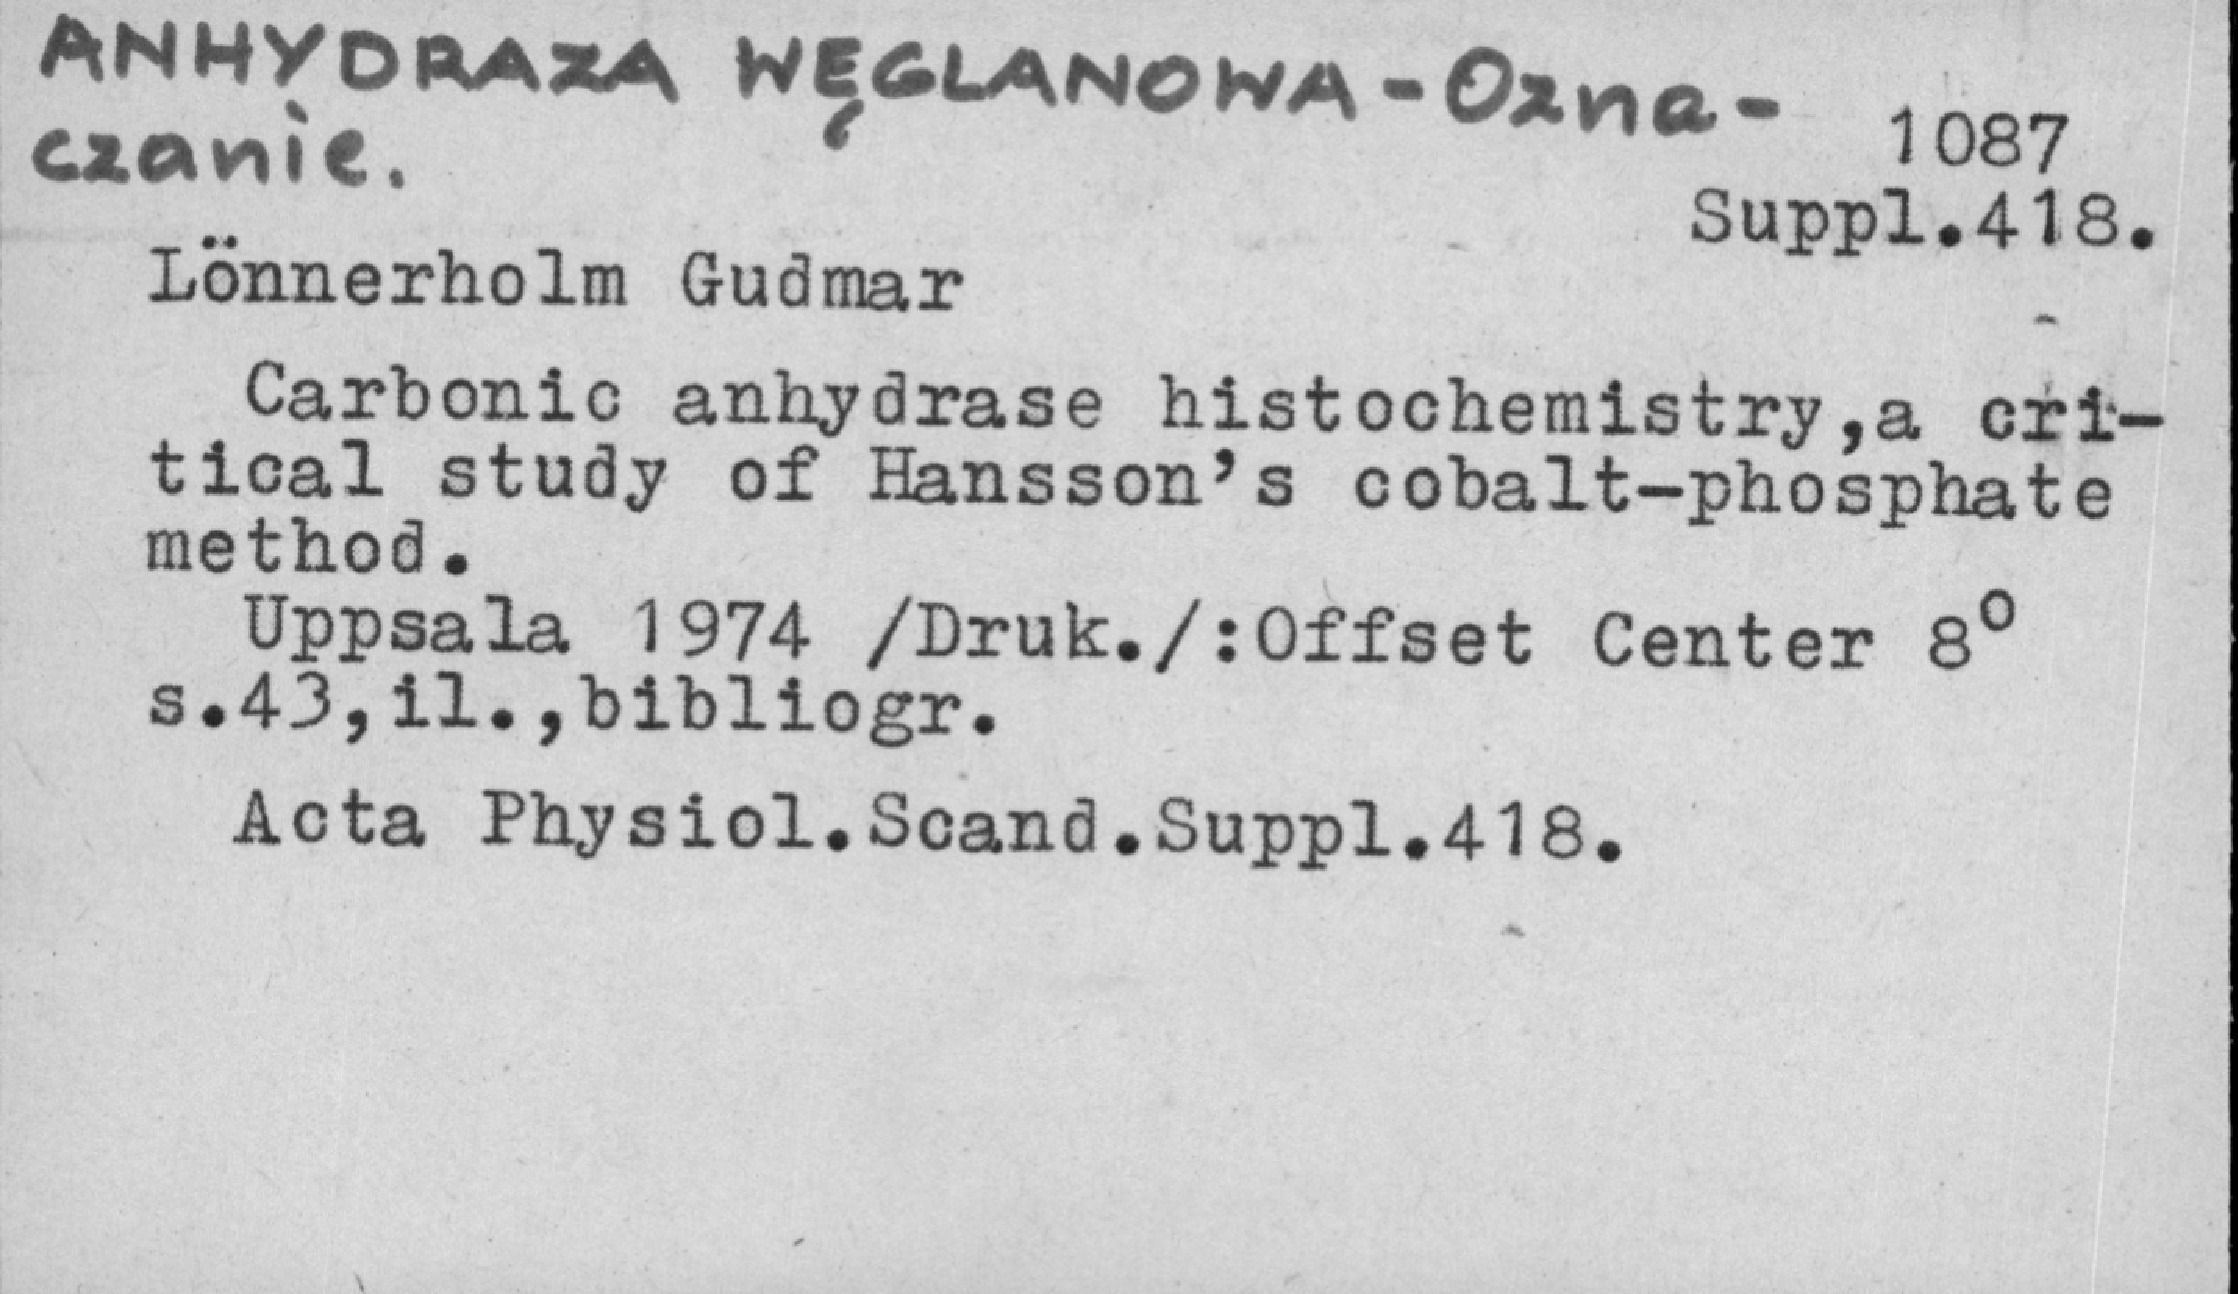 ANHYDRAZA WĘGLANOWA - Ozna-
czanie.
1087
Suppl.418.
Lönnerholm Gudmar
Carbonic anhydrase histochemistry,a cri-
tical study of Hansson's cobalt-phosphate
method.
Uppsala 1974 /Druk./:Offset Center 8°
s.43,il.,bibliogr.
Acta Physiol.Scand.Suppl.418.